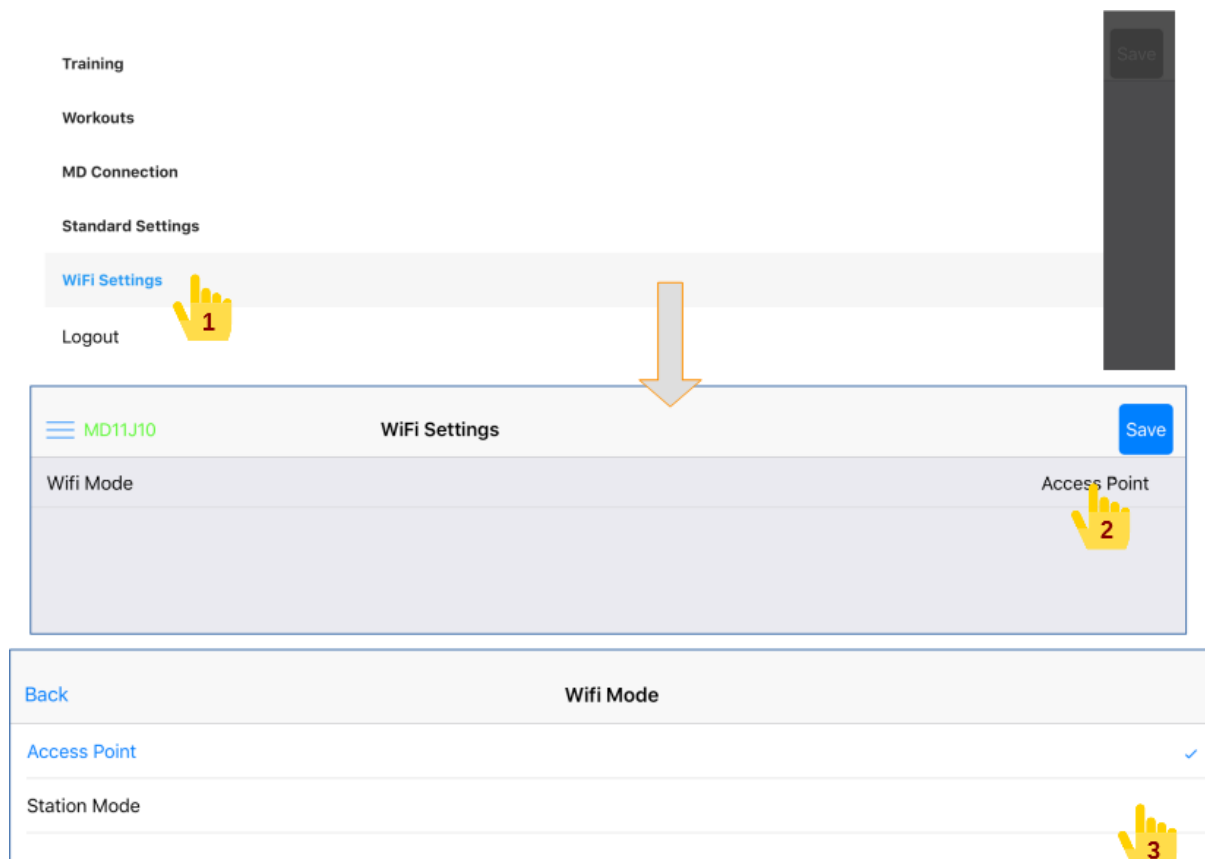 Training
Save
Workouts
MD Connection
Standard Settings
WiFi Settings
1
Logout
MD11J10 WiFi Settings Save
Wifi Mode Access Point
2
Back Wifi Mode
Access Point
Station Mode
3